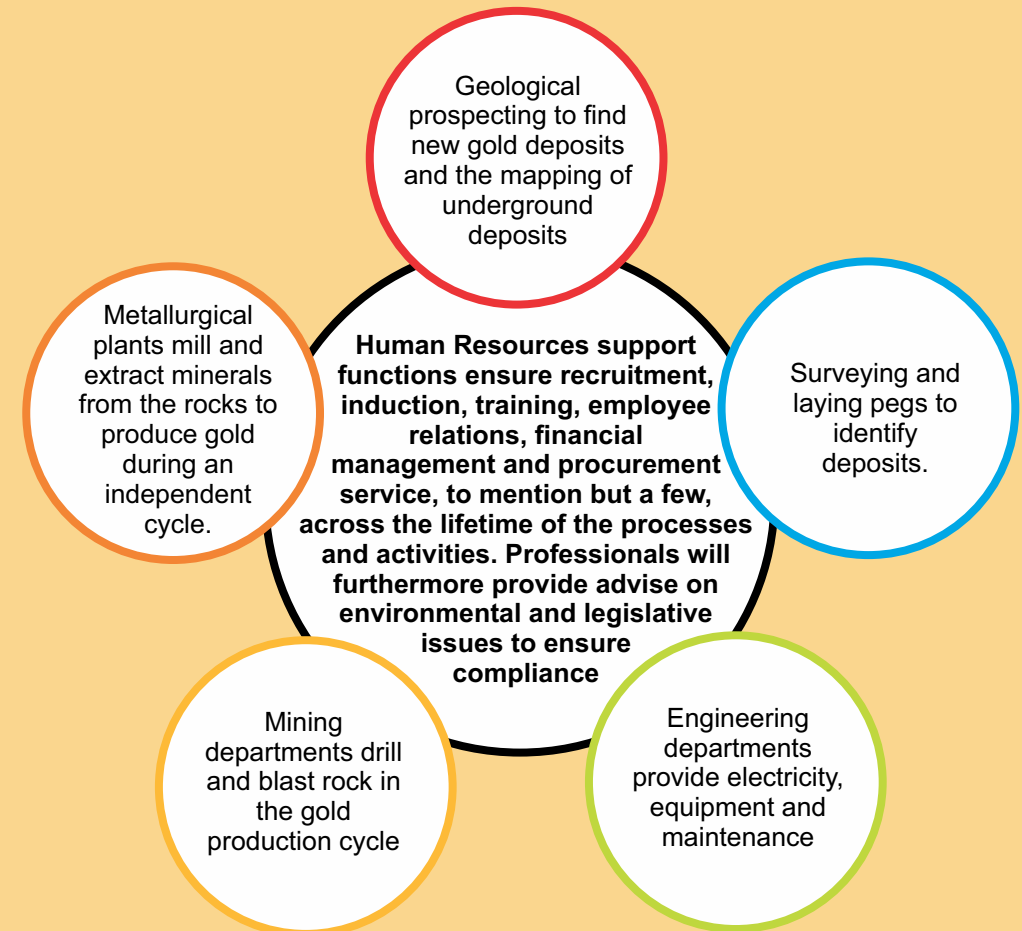 Geological
prospecting to find
new gold deposits
and the mapping of
underground
deposits
Surveying and
laying pegs to
identify
deposits.
Engineering
departments
provide electricity,
equipment and
maintenance
Mining
departments drill
and blast rock in
the gold
production cycle
Metallurgical
plants mill and
extract minerals
from the rocks to
produce gold
during an
independent
cycle.
Human Resources support
functions ensure recruitment,
induction, training, employee
relations, financial
management and procurement
service, to mention but a few,
across the lifetime of the processes
and activities. Professionals will
furthermore provide advise on
environmental and legislative
issues to ensure
compliance